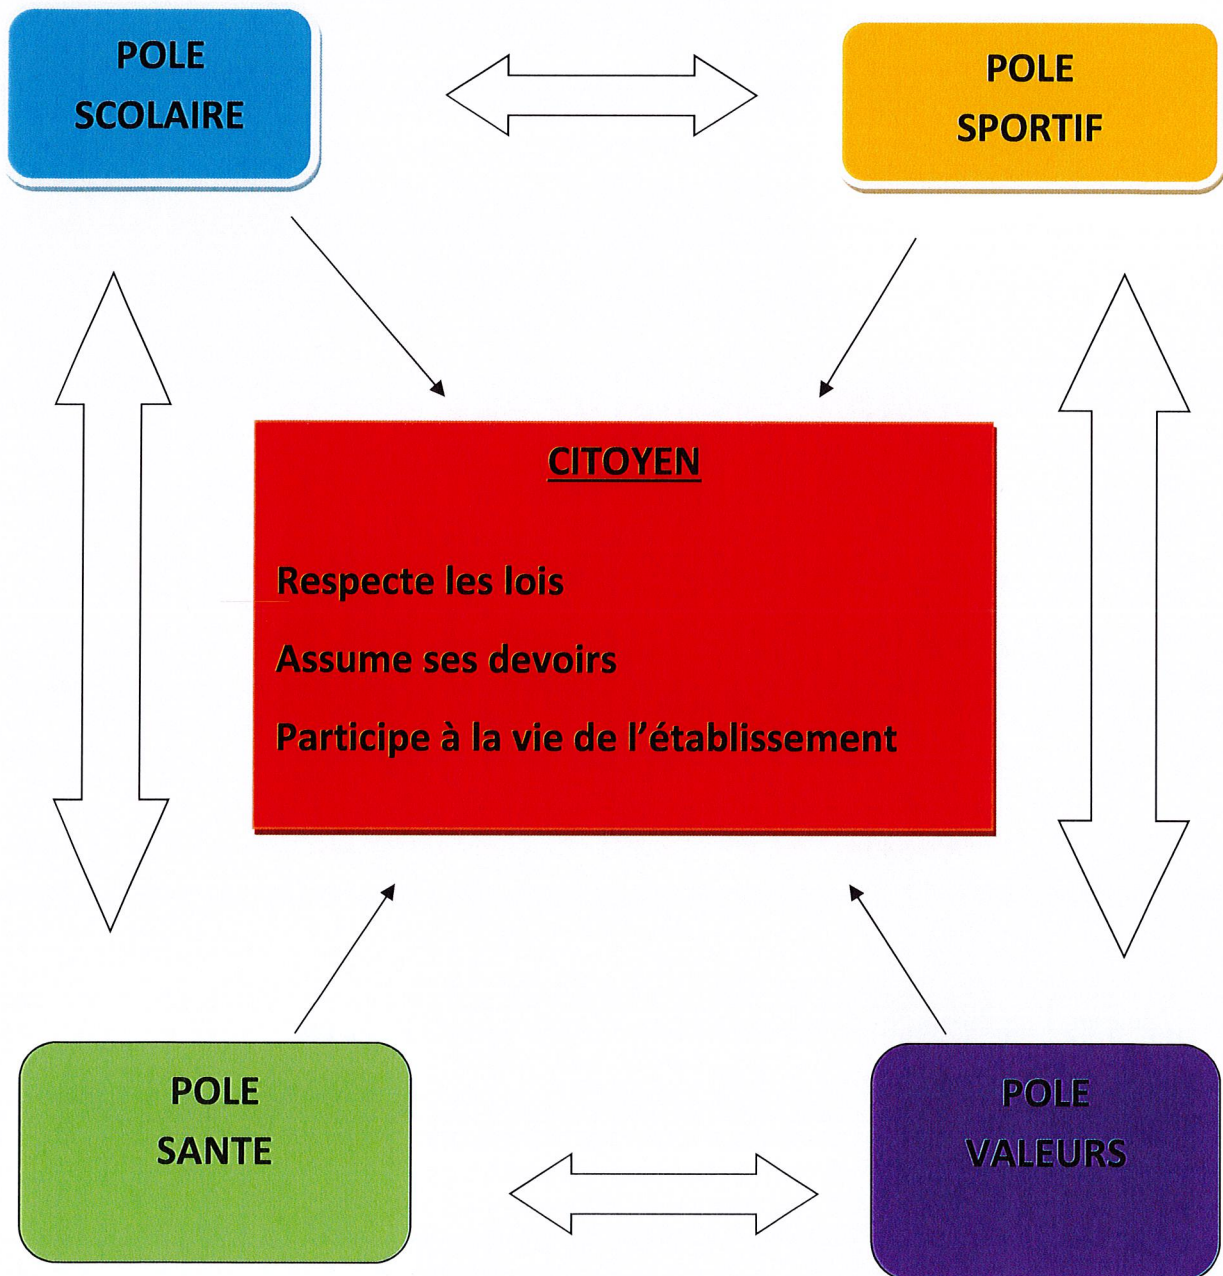 POLE
SCOLAIRE
POLE
SPORTIF
CITOYEN
Respecte les lois
Assume ses devoirs
Participe à la vie de l'établissement
POLE
SANTE
POLE
VALEURS